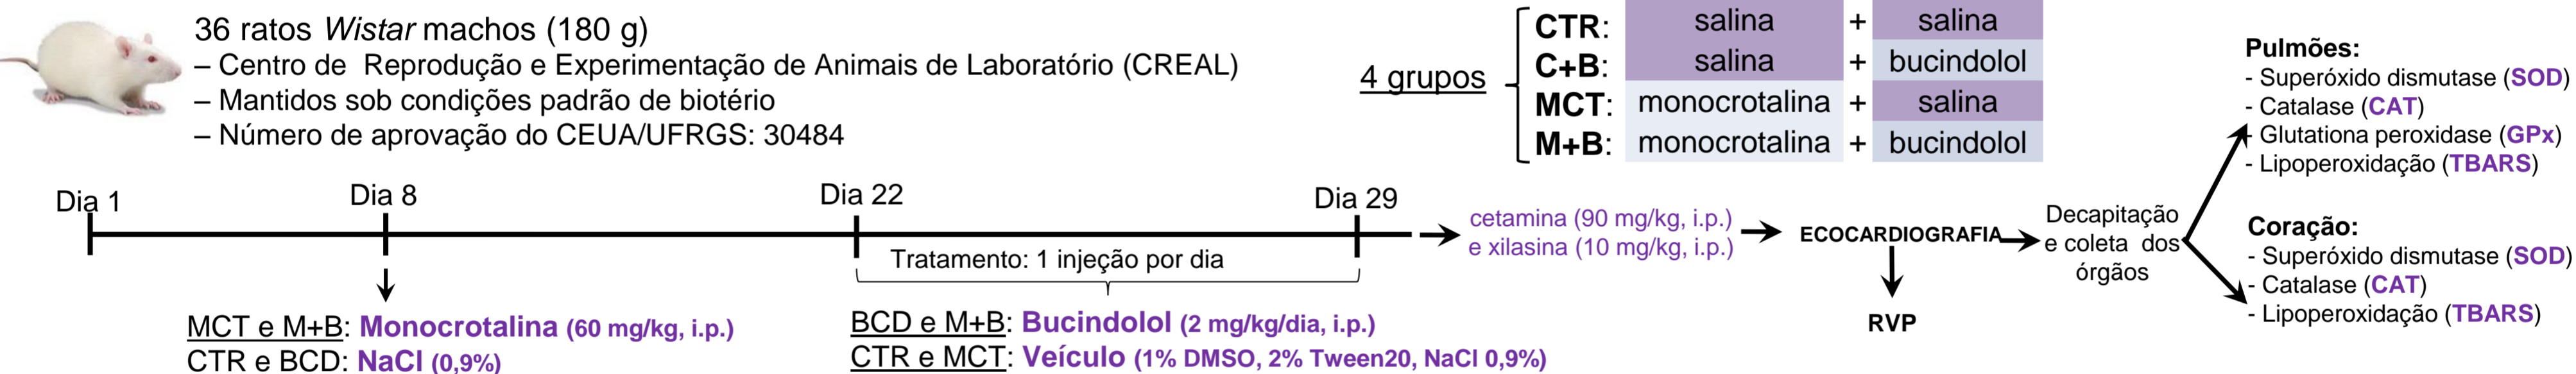 36 ratos Wistar machos (180 g)
– Centro de Reprodução e Experimentação de Animais de Laboratório (CREAL)
– Mantidos sob condições padrão de biotério
– Número de aprovação do CEUA/UFRGS: 30484
4 grupos
CTR: salina + salina
C+B: salina + bucindolol
MCT: monocrotalina + salina
M+B: monocrotalina + bucindolol
Dia 1
Dia 8
Dia 22
Dia 29
Tratamento: 1 injeção por dia
MCT e M+B: Monocrotalina (60 mg/kg, i.p.)
CTR e BCD: NaCl (0,9%)
BCD e M+B: Bucindolol (2 mg/kg/dia, i.p.)
CTR e MCT: Veículo (1% DMSO, 2% Tween20, NaCl 0,9%)
cetamina (90 mg/kg, i.p.)
e xilasina (10 mg/kg, i.p.)
ECOCARDIOGRAFIA
RVP
Decapitação
e coleta dos
órgãos
Pulmões:
- Superóxido dismutase (SOD)
- Catalase (CAT)
- Glutationa peroxidase (GPx)
- Lipoperoxidação (TBARS)
Coração:
- Superóxido dismutase (SOD)
- Catalase (CAT)
- Lipoperoxidação (TBARS)